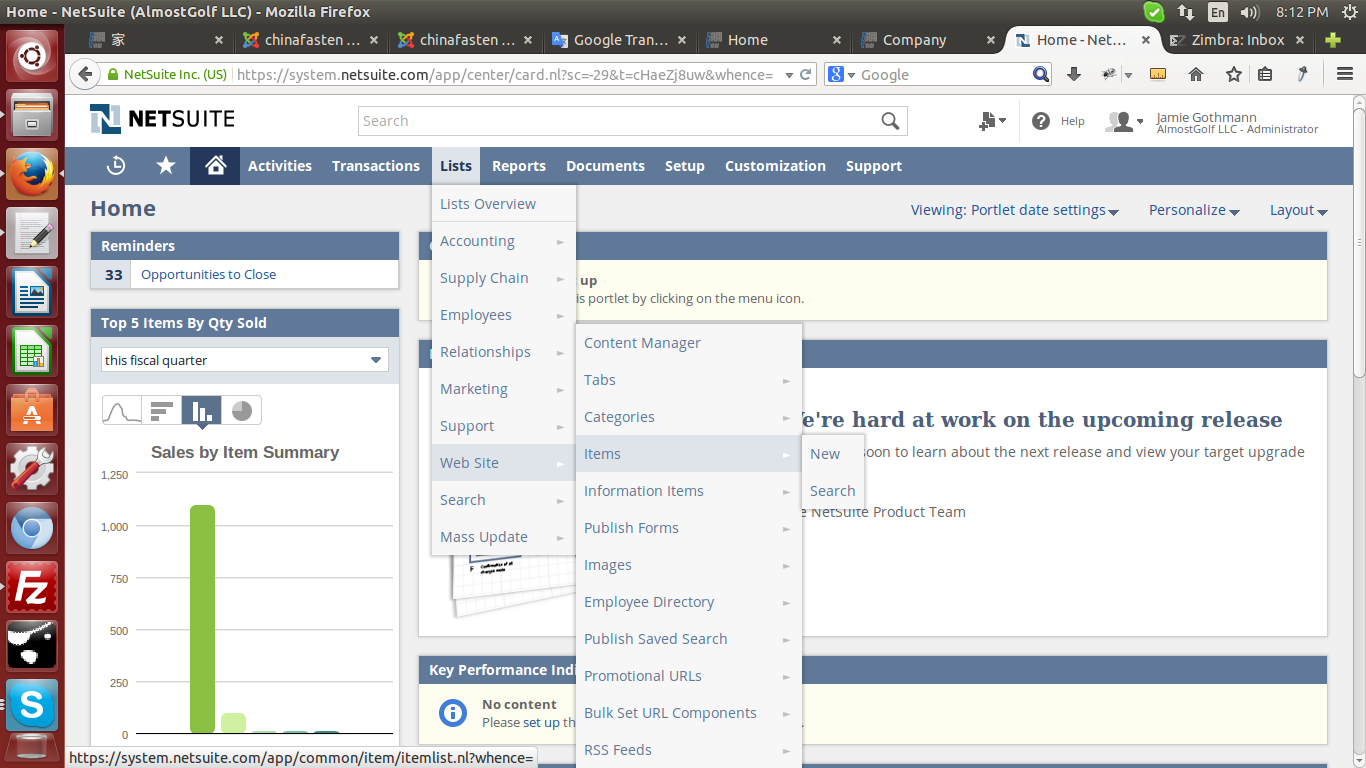 Home - NetSuite (AlmostGolf LLC) - Mozilla Firefox
En
8:12 PM
家
chinafasten ...
chinafasten ...
Google Tran...
Home
Company
Home - Net...
Zimbra: Inbox
NetSuite Inc. (US)
https://system.netsuite.com/app/center/card.nl?sc=-29&t=cHaeZj8uw&whence=
Google
NETSUITE
Search
Help
Jamie Gothmann
AlmostGolf LLC - Administrator
Activities
Transactions
Lists
Reports
Documents
Setup
Customization
Support
Home
Viewing: Portlet date settings
Personalize
Layout
Reminders
33 Opportunities to Close
Top 5 Items By Qty Sold
this fiscal quarter
Sales by Item Summary
1,250
1,000
750
500
250
0
Lists Overview
Accounting
Supply Chain
Employees
Relationships
Marketing
Support
Web Site
Search
Mass Update
Content Manager
Tabs
Categories
Items
Information Items
Publish Forms
Images
Employee Directory
Publish Saved Search
Promotional URLs
Bulk Set URL Components
RSS Feeds
New
Search
up
is portlet by clicking on the menu icon.
e're hard at work on the upcoming release
soon to learn about the next release and view your target upgrade
e NetSuite Product Team
F Confirmation of all
changes made
Key Performance Indi
No content
Please set up th
https://system.netsuite.com/app/common/item/itemlist.nl?whence=